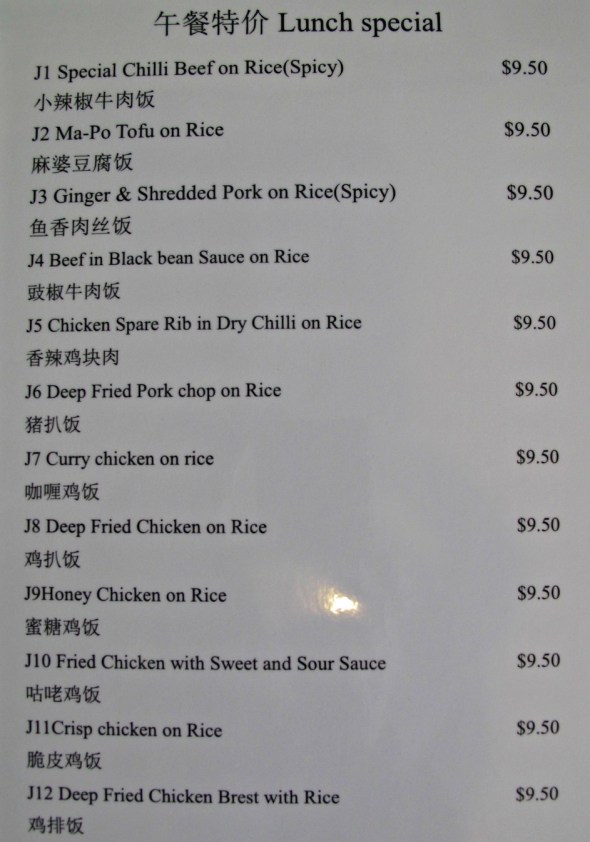 午餐特价 Lunch special
J1 Special Chilli Beef on Rice(Spicy) $9.50
小辣椒牛肉饭
J2 Ma-Po Tofu on Rice $9.50
麻婆豆腐饭
J3 Ginger & Shredded Pork on Rice(Spicy) $9.50
鱼香肉丝饭
J4 Beef in Black bean Sauce on Rice $9.50
豉椒牛肉饭
J5 Chicken Spare Rib in Dry Chilli on Rice $9.50
香辣鸡块肉
J6 Deep Fried Pork chop on Rice $9.50
猪扒饭
J7 Curry chicken on rice $9.50
咖喱鸡饭
J8 Deep Fried Chicken on Rice $9.50
鸡扒饭
J9Honey Chicken on Rice $9.50
蜜糖鸡饭
J10 Fried Chicken with Sweet and Sour Sauce $9.50
咕咾鸡饭
J11Crisp chicken on Rice $9.50
脆皮鸡饭
J12 Deep Fried Chicken Brest with Rice $9.50
鸡排饭